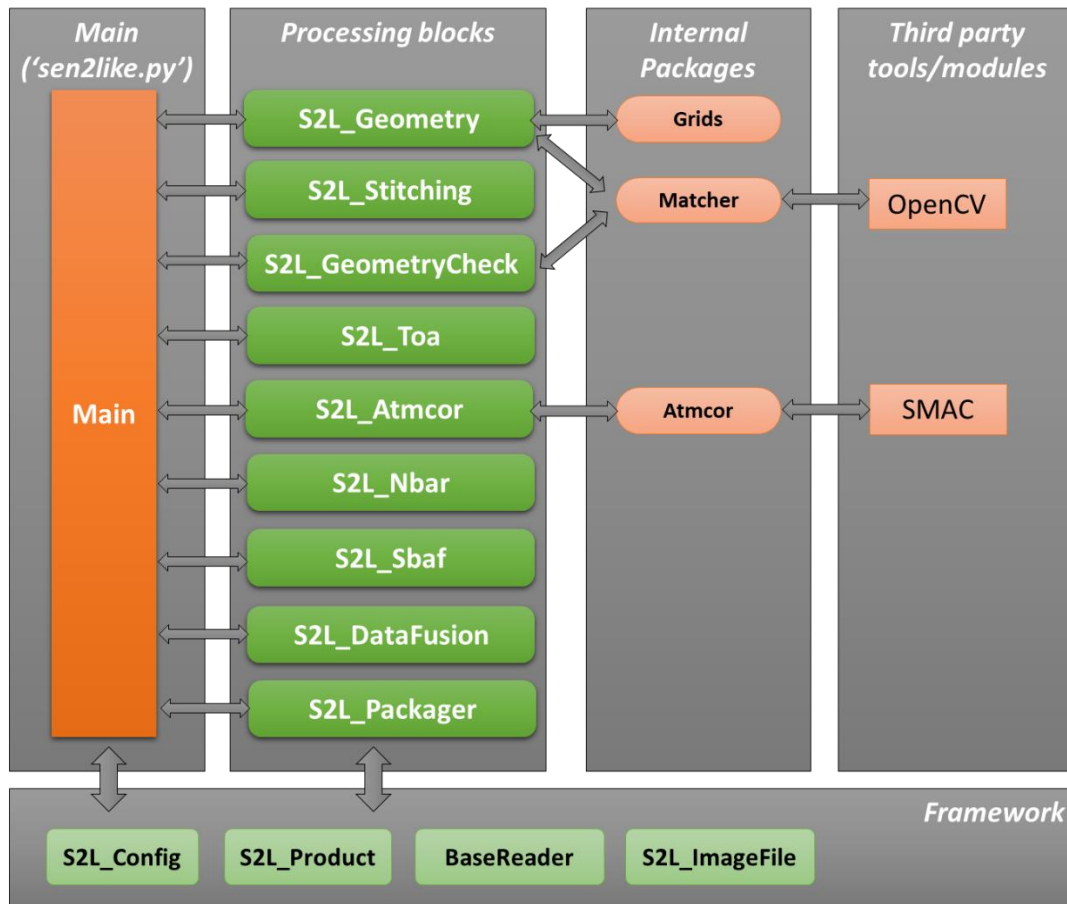 Main
('sen2like.py')
Processing blocks
Internal
Packages
Third party
tools/modules
Main
S2L_Geometry
S2L_Stitching
S2L_GeometryCheck
S2L_Toa
S2L_Atmcor
S2L_Nbar
S2L_Sbaf
S2L_DataFusion
S2L_Packager
Grids
Matcher
Atmcor
OpenCV
SMAC
Framework
S2L_Config
S2L_Product
BaseReader
S2L_ImageFile